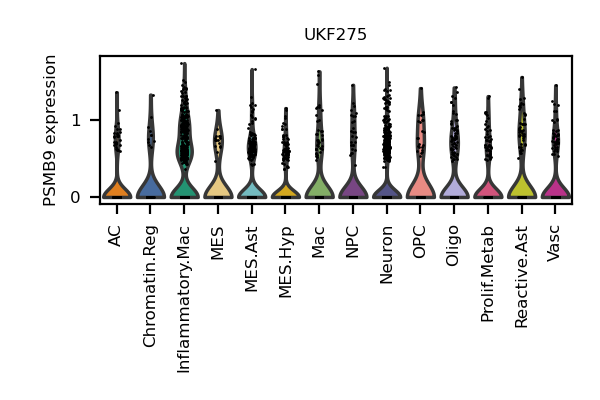 UKF275
PSMB9 expression
1
0
AC
Chromatin.Reg
Inflammatory.Mac
MES
MES.Ast
MES.Hyp
Mac
NPC
Neuron
OPC
Oligo
Prolif.Metab
Reactive.Ast
Vasc